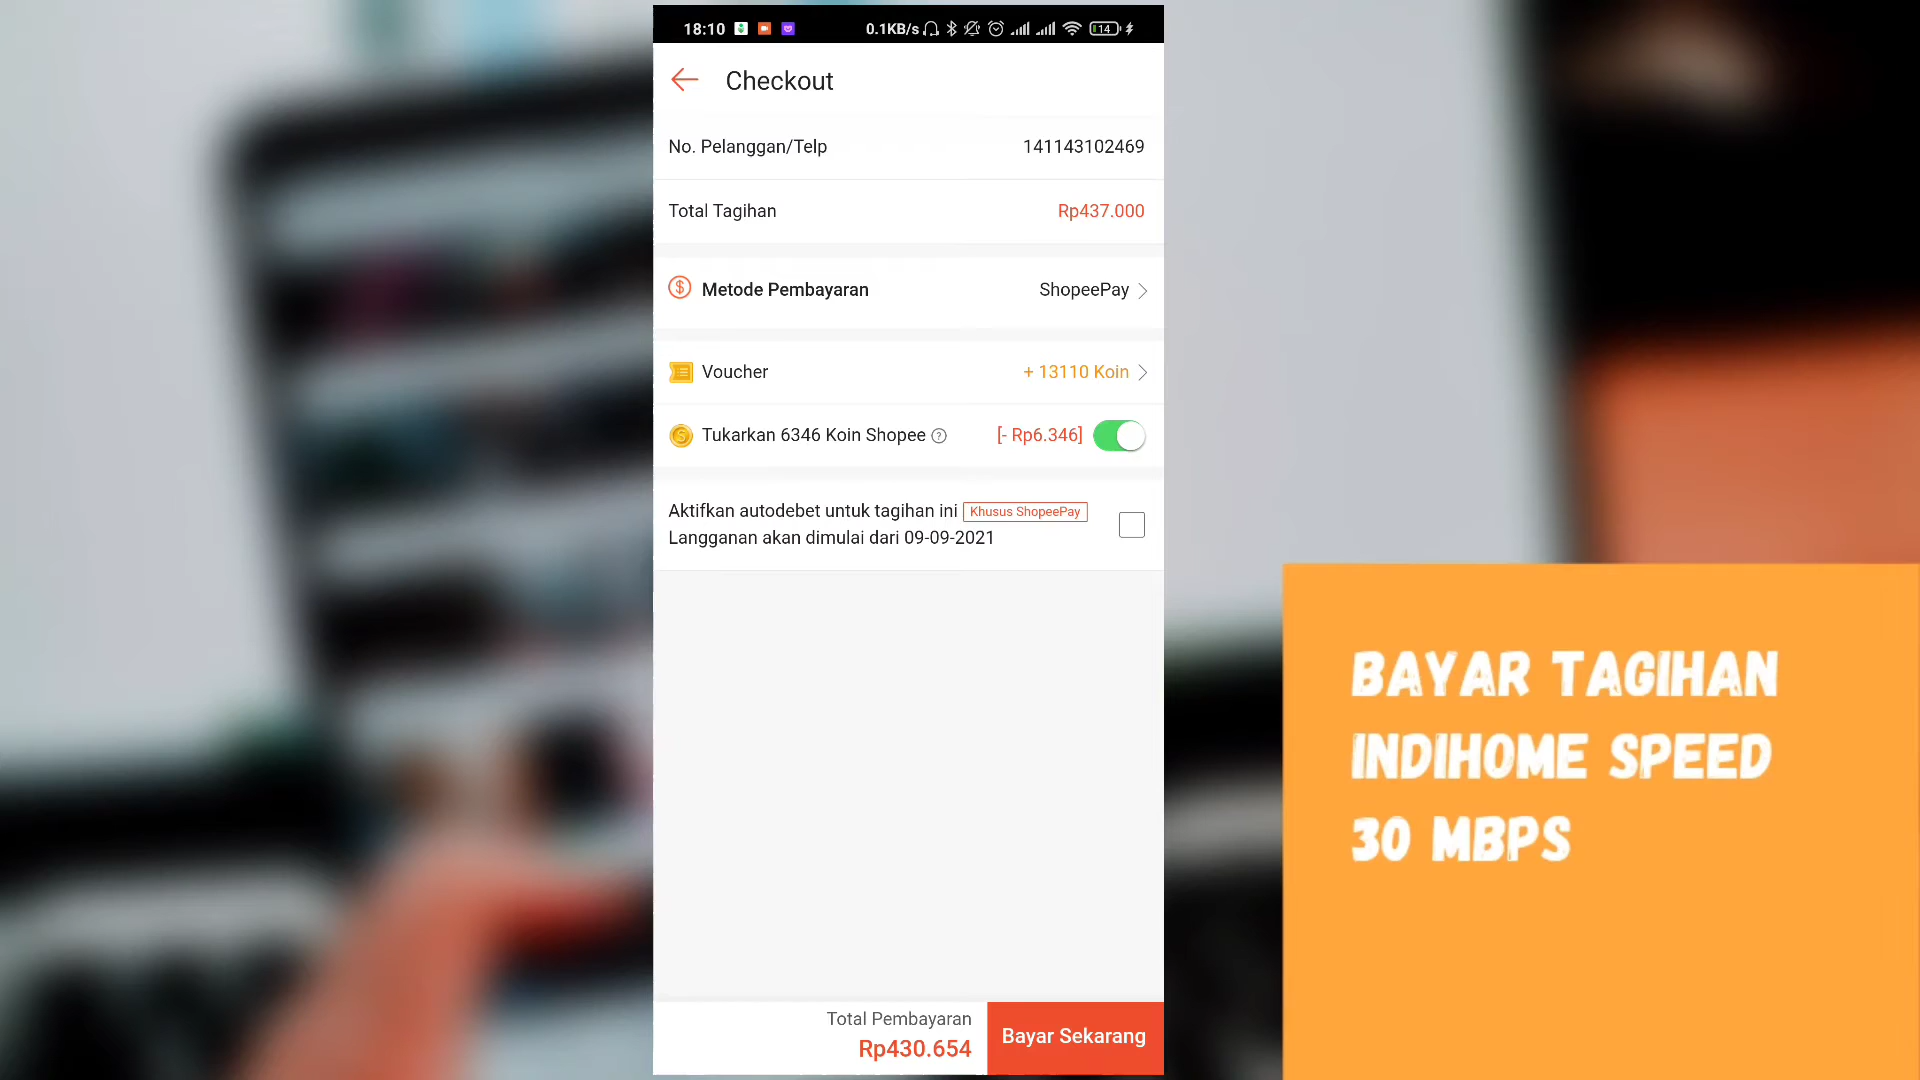 18:10
0.1KB/s
14
Checkout
No. Pelanggan/Telp 141143102469
Total Tagihan Rp437.000
Metode Pembayaran ShopeePay
Voucher + 13110 Koin
Tukarkan 6346 Koin Shopee ? [- Rp6.346]
Aktifkan autodebet untuk tagihan ini Khusus ShopeePay
Langganan akan dimulai dari 09-09-2021
Total Pembayaran
Rp430.654
Bayar Sekarang
BAYAR TAGIHAN
INDIHOME SPEED
30 MBPS